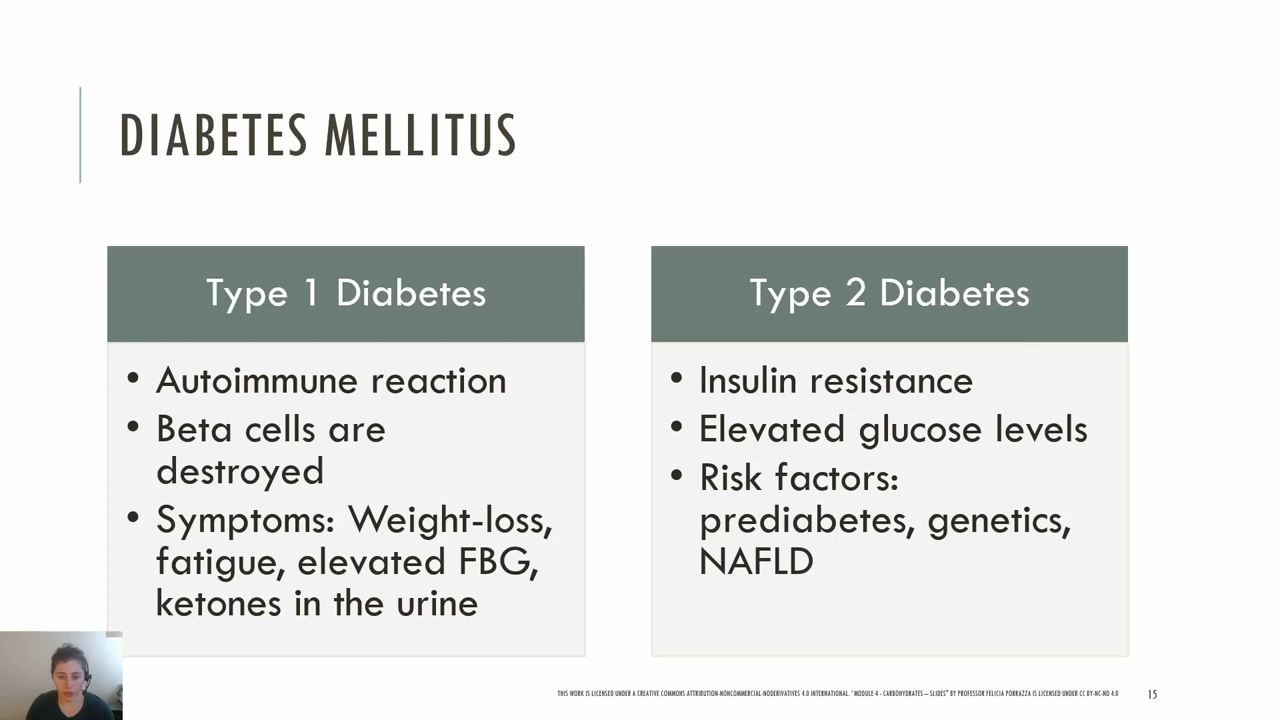 DIABETES MELLITUS
Type 1 Diabetes
• Autoimmune reaction
• Beta cells are
destroyed
• Symptoms: Weight-loss,
fatigue, elevated FBG,
ketones in the urine
Type 2 Diabetes
• Insulin resistance
• Elevated glucose levels
• Risk factors:
prediabetes, genetics,
NAFLD
THIS WORK IS LICENSED UNDER A CREATIVE COMMONS ATTRIBUTION-NONCOMMERCIAL-NODERIVATIVES 4.0 INTERNATIONAL. "MODULE 4 - CARBOHYDRATES – SLIDES" BY PROFESSOR FELICIA PORRAZZA IS LICENSED UNDER CC BY-NC-ND 4.0
15